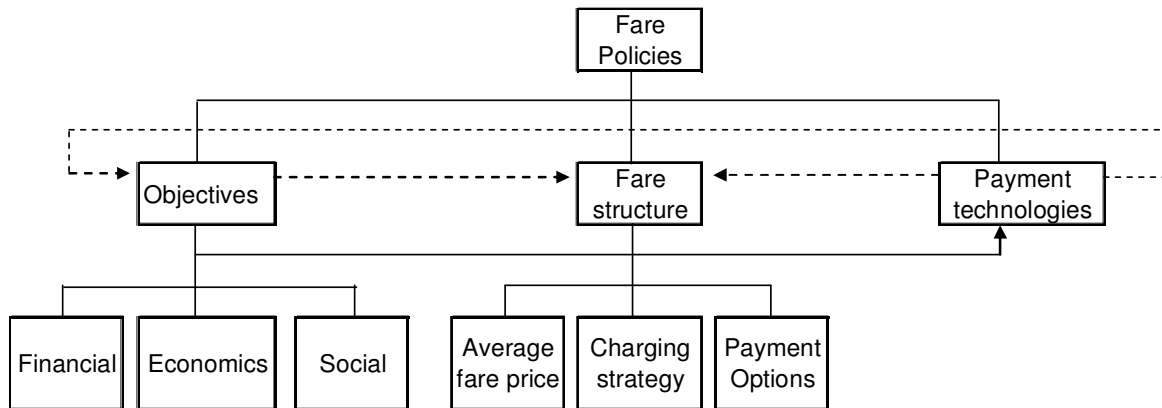 Fare
Policies
Objectives
Fare
structure
Payment
technologies
Financial
Economics
Social
Average
fare price
Charging
strategy
Payment
Options